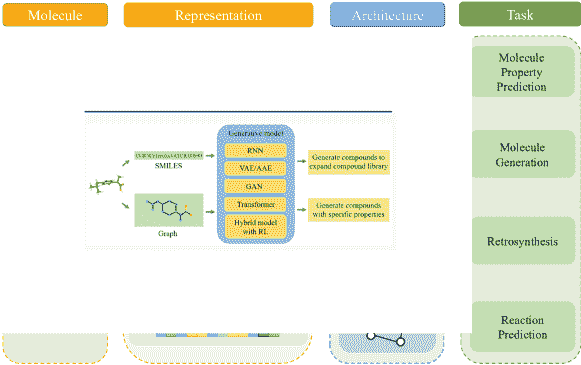 Molecule
Representation
Architecture
Task
Molecule
Property
Prediction
Molecule
Generation
Retrosynthesis
Reaction
Prediction
SMILES
Graph
Generative model
RNN
VAE/AAE
GAN
Transformer
Hybrid model
with RL
Generate compounds to
expand compound library
Generate compounds
with specific properties